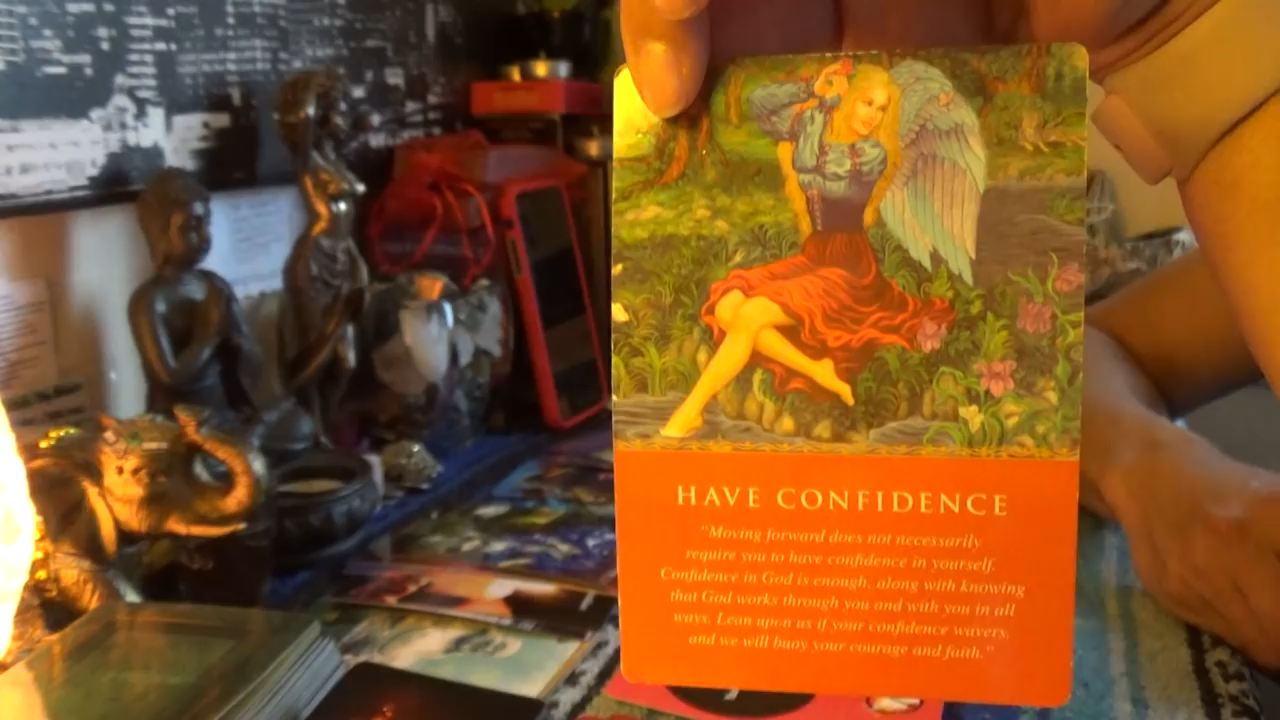 HAVE CONFIDENCE
"Moving forward does not necessarily
require you to have confidence in yourself.
Confidence in God is enough, along with knowing
that God works through you and with you in all
ways. Lean upon us if your confidence wavers,
and we will buoy your courage and faith."